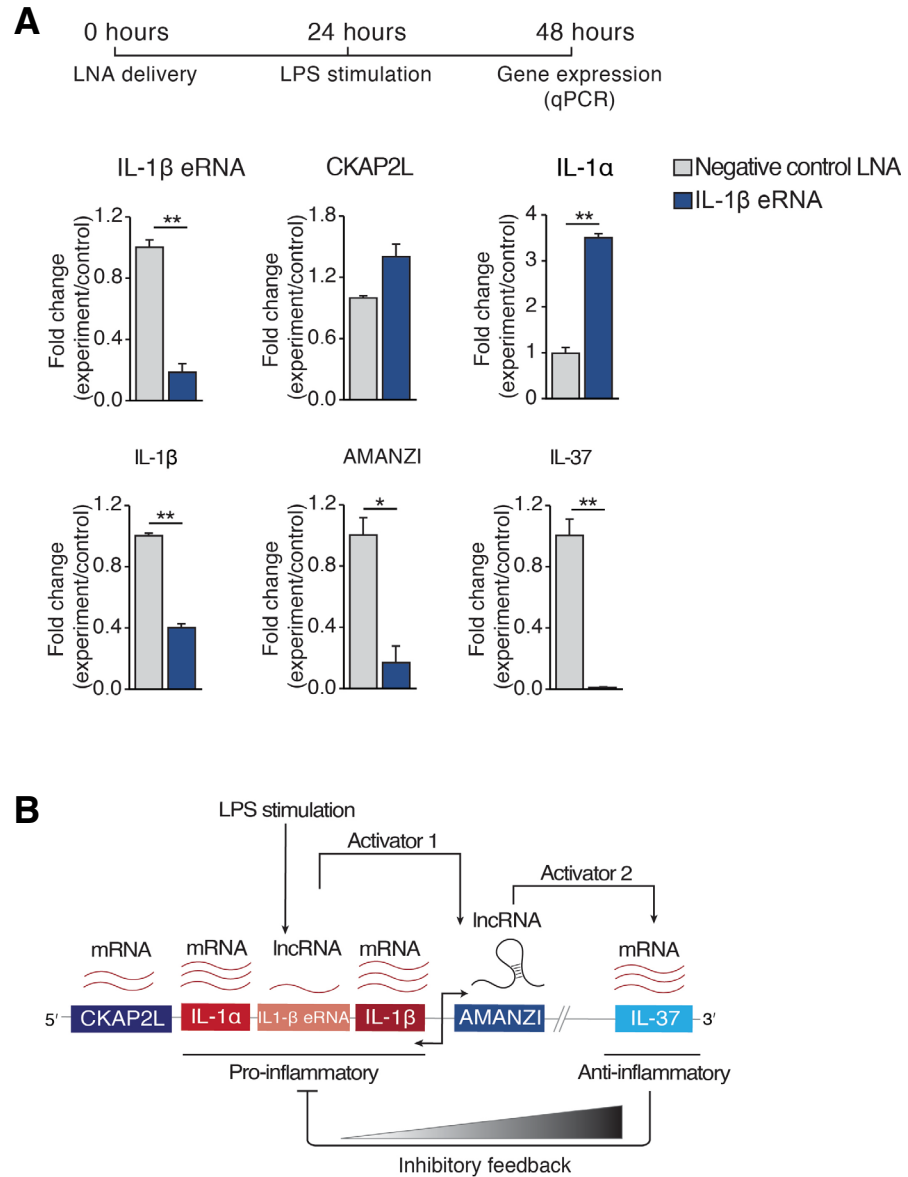 A
0 hours 24 hours 48 hours
LNA delivery LPS stimulation Gene expression
(qPCR)
IL-1β eRNA CKAP2L IL-1α
Negative control LNA
IL-1β eRNA
Fold change
(experiment/control)
1.2
0.8
0.4
0.0
**
Fold change
(experiment/control)
1.8
1.2
0.6
0.0
Fold change
(experiment/control)
4
3
2
1
0
**
IL-1β AMANZI IL-37
Fold change
(experiment/control)
1.2
0.8
0.4
0.0
**
Fold change
(experiment/control)
1.2
0.8
0.4
0.0
*
Fold change
(experiment/control)
1.2
0.8
0.4
0.0
**
B
LPS stimulation
Activator 1
Activator 2
lncRNA
mRNA mRNA lncRNA mRNA mRNA
5′ CKAP2L IL-1α IL1-β eRNA IL-1β AMANZI // IL-37 3′
Pro-inflammatory Anti-inflammatory
Inhibitory feedback